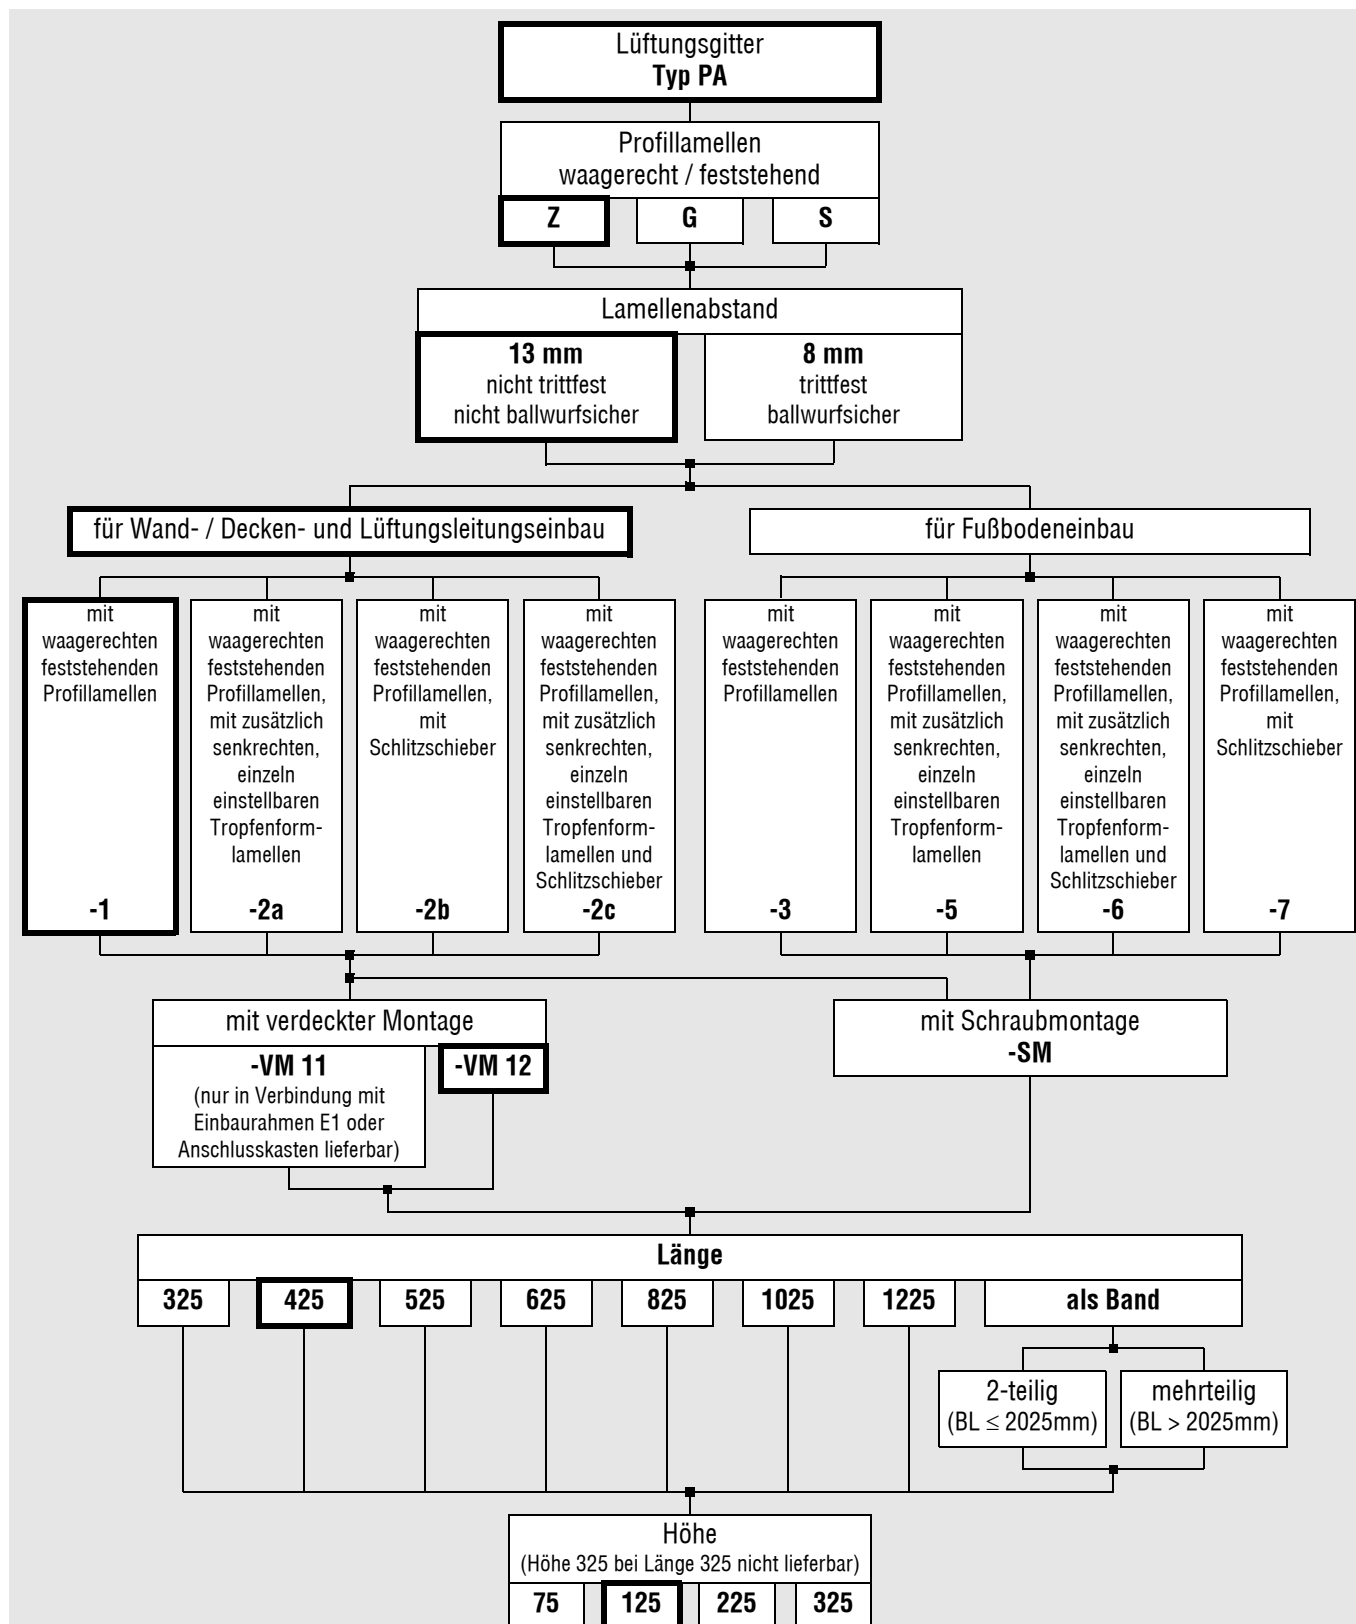 Lüftungsgitter
Typ PA
Profillamellen
waagerecht / feststehend
Z
G
S
Lamellenabstand
13 mm
nicht trittfest
nicht ballwurfsicher
8 mm
trittfest
ballwurfsicher
für Wand- / Decken- und Lüftungsleitungseinbau
für Fußbodeneinbau
mit
waagerechten
feststehenden
Profillamellen
-1
mit
waagerechten
feststehenden
Profillamellen,
mit zusätzlich
senkrechten,
einzeln
einstellbaren
Tropfenform-
lamellen
-2a
mit
waagerechten
feststehenden
Profillamellen,
mit
Schlitzschieber
-2b
mit
waagerechten
feststehenden
Profillamellen,
mit zusätzlich
senkrechten,
einzeln
einstellbaren
Tropfenform-
lamellen und
Schlitzschieber
-2c
mit
waagerechten
feststehenden
Profillamellen
-3
mit
waagerechten
feststehenden
Profillamellen,
mit zusätzlich
senkrechten,
einzeln
einstellbaren
Tropfenform-
lamellen
-5
mit
waagerechten
feststehenden
Profillamellen,
mit zusätzlich
senkrechten,
einzeln
einstellbaren
Tropfenform-
lamellen und
Schlitzschieber
-6
mit
waagerechten
feststehenden
Profillamellen,
mit
Schlitzschieber
-7
mit verdeckter Montage
-VM 11
(nur in Verbindung mit
Einbaurahmen E1 oder
Anschlusskasten lieferbar)
-VM 12
mit Schraubmontage
-SM
Länge
325
425
525
625
825
1025
1225
als Band
2-teilig
(BL ≤ 2025mm)
mehrteilig
(BL > 2025mm)
Höhe
(Höhe 325 bei Länge 325 nicht lieferbar)
75
125
225
325